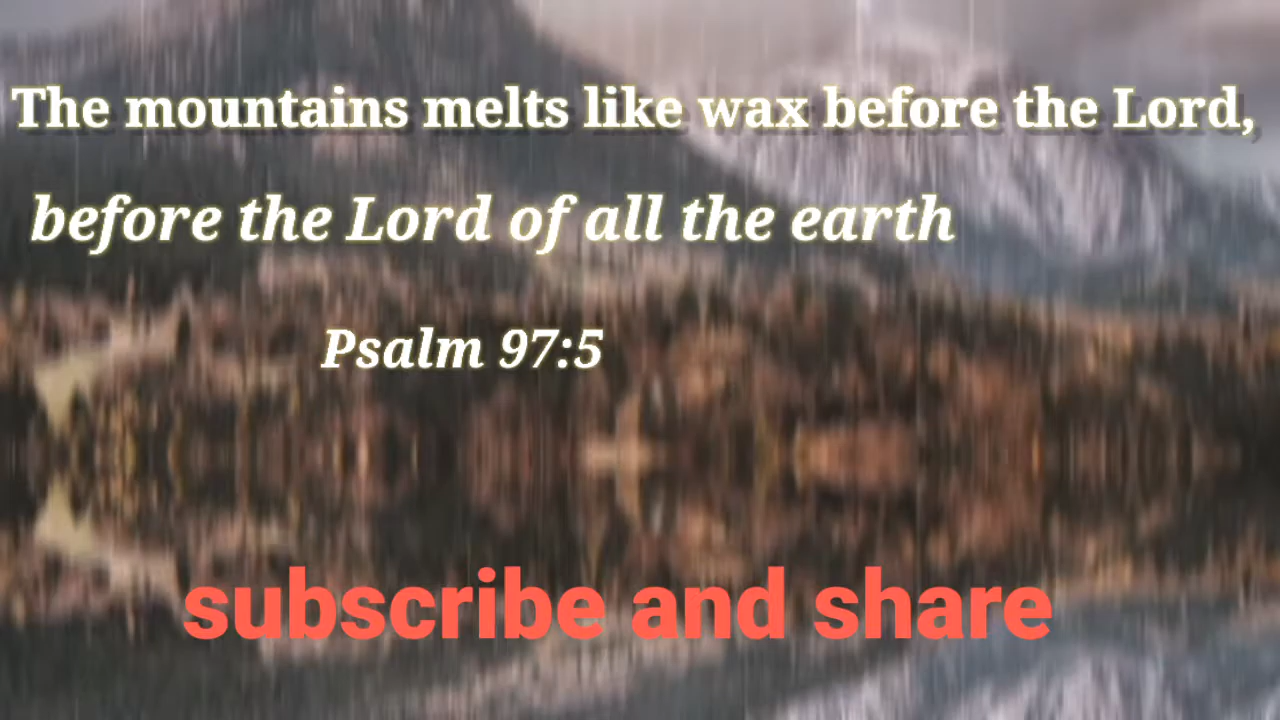 The mountains melts like wax before the Lord,
before the Lord of all the earth
Psalm 97:5
subscribe and share